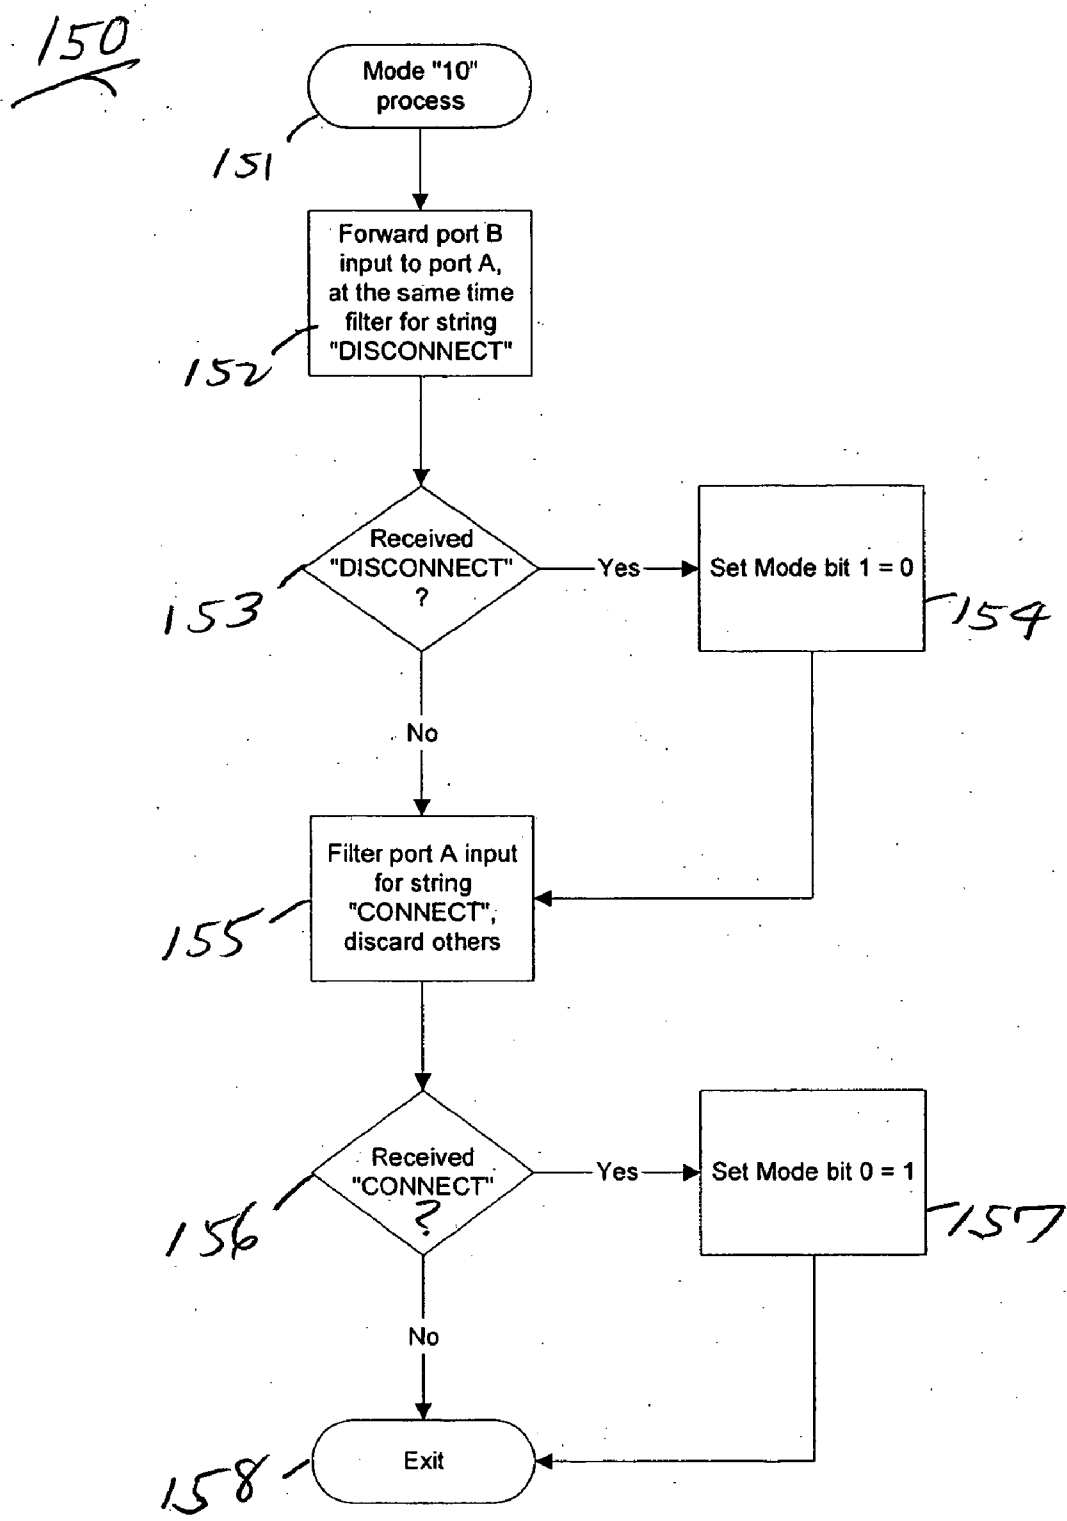 150
Mode "10"
process
151
Forward port B
input to port A,
at the same time
filter for string
"DISCONNECT"
152
Received
"DISCONNECT"
?
153
Yes
Set Mode bit 1 = 0
154
No
Filter port A input
for string
"CONNECT",
discard others
155
Received
"CONNECT"
?
156
Yes
Set Mode bit 0 = 1
157
No
Exit
158